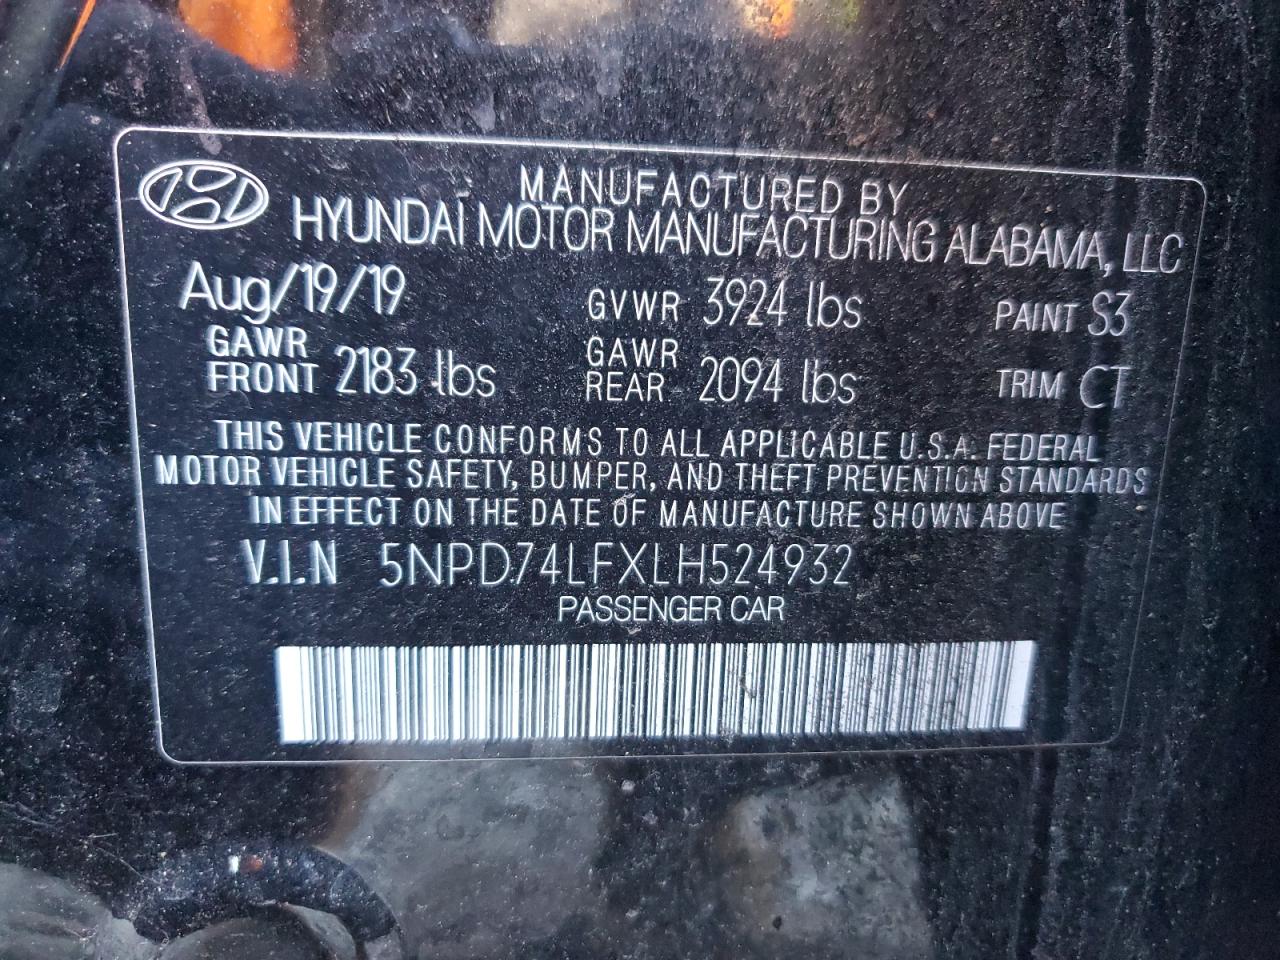 MANUFACTURED BY
HYUNDAI MOTOR MANUFACTURING ALABAMA, LLC
Aug/19/19 GVWR 3924 lbs PAINT S3
GAWR FRONT 2183 lbs GAWR REAR 2094 lbs TRIM CT
THIS VEHICLE CONFORMS TO ALL APPLICABLE U.S.A. FEDERAL
MOTOR VEHICLE SAFETY, BUMPER, AND THEFT PREVENTION STANDARDS
IN EFFECT ON THE DATE OF MANUFACTURE SHOWN ABOVE
V.I.N 5NPD74LFXLH524932
PASSENGER CAR